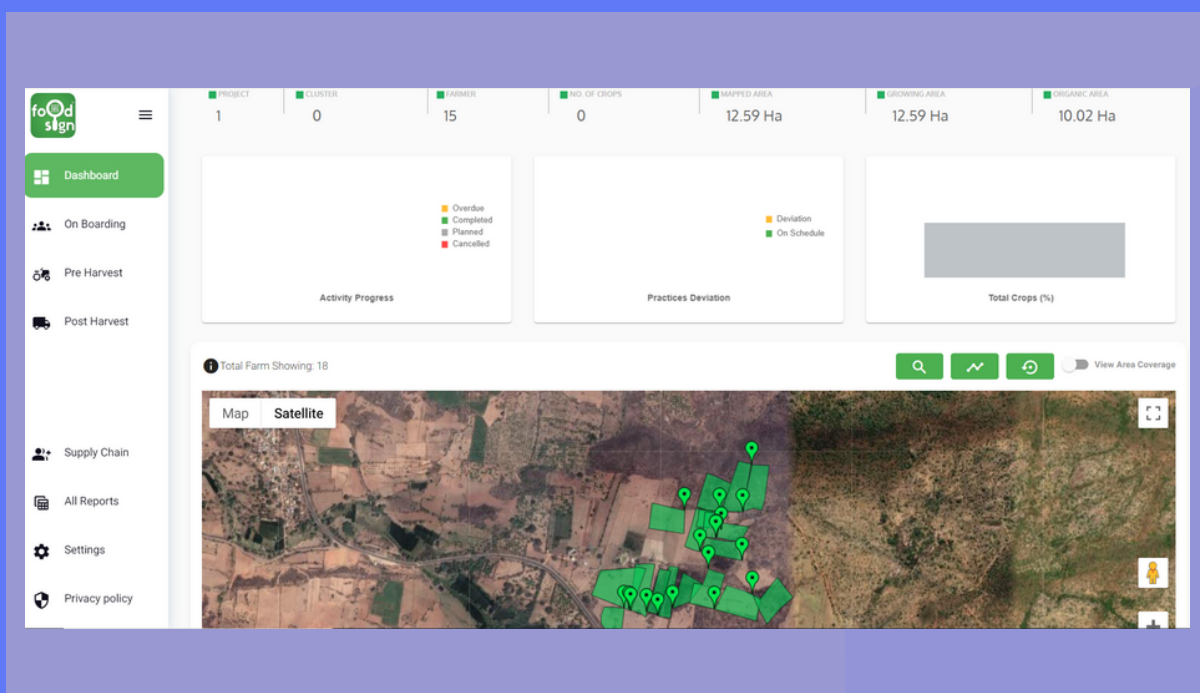 food
sign
PROJECT
CLUSTER
FARMER
NO. OF CROPS
MAPPED AREA
GROWING AREA
ORGANIC AREA
1
0
15
0
12.59 Ha
12.59 Ha
10.02 Ha
Dashboard
On Boarding
Pre Harvest
Post Harvest
Supply Chain
All Reports
Settings
Privacy policy
Overdue
Completed
Planned
Cancelled
Activity Progress
Deviation
On Schedule
Practices Deviation
Total Crops (%)
Total Farm Showing: 18
View Area Coverage
Map
Satellite